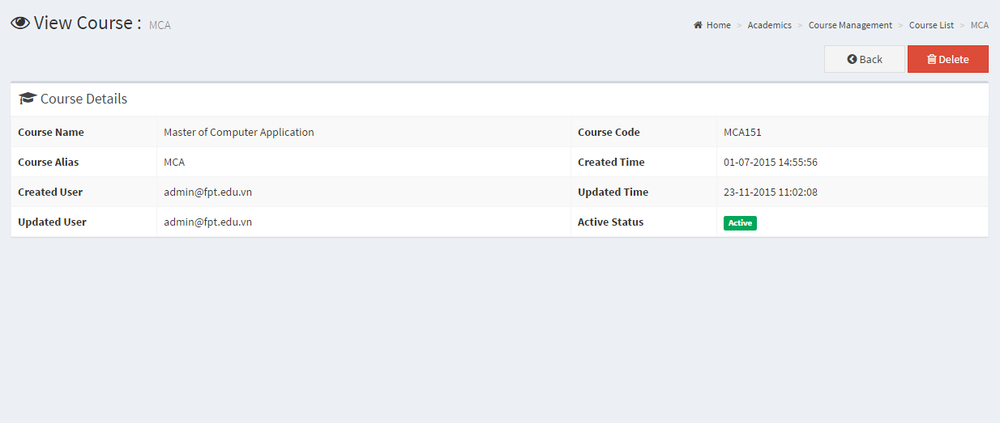 View Course : MCA
Home > Academics > Course Management > Course List > MCA
Back Delete
Course Details
Course Name Master of Computer Application Course Code MCA151
Course Alias MCA Created Time 01-07-2015 14:55:56
Created User admin@fpt.edu.vn Updated Time 23-11-2015 11:02:08
Updated User admin@fpt.edu.vn Active Status Active